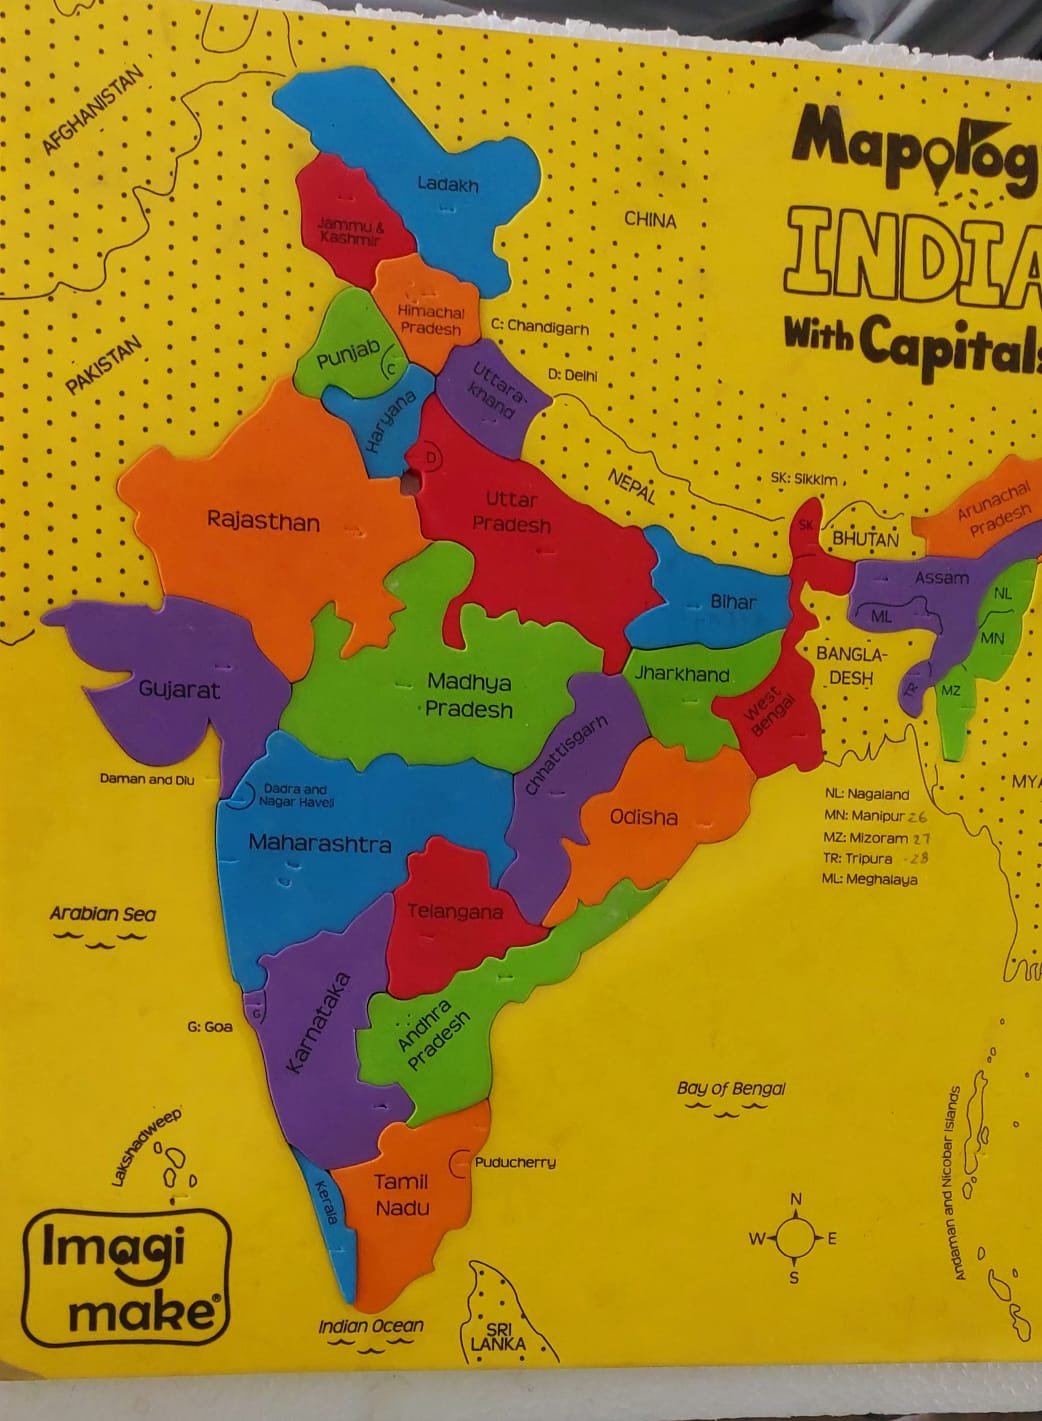 AFGHANISTAN
Mapolog
INDIA
With Capitals
Ladakh
CHINA
Jammu &
Kashmir
Himachal
Pradesh
C: Chandigarh
PAKISTAN
Punjab
C
D: Delhi
Uttara-
khand
Haryana
D
NEPAL
SK: Sikkim
Arunachal
Pradesh
Rajasthan
Uttar
Pradesh
SK
BHUTAN
Assam
NL
Bihar
ML
MN
BANGLA-
DESH
Gujarat
Madhya
Pradesh
Jharkhand
TR
MZ
West
Bengal
Chhattisgarh
Daman and Diu
Dadra and
Nagar Haveli
MYA
NL: Nagaland
MN: Manipur 26
MZ: Mizoram 27
TR: Tripura -28
ML: Meghalaya
Odisha
Maharashtra
Arabian Sea
Telangana
Karnataka
G
G: Goa
Andhra
Pradesh
Bay of Bengal
Andaman and Nicobar Islands
Lakshadweep
Puducherry
Tamil
Nadu
Kerala
N
W E
S
Imagi
make®
Indian Ocean
SRI
LANKA